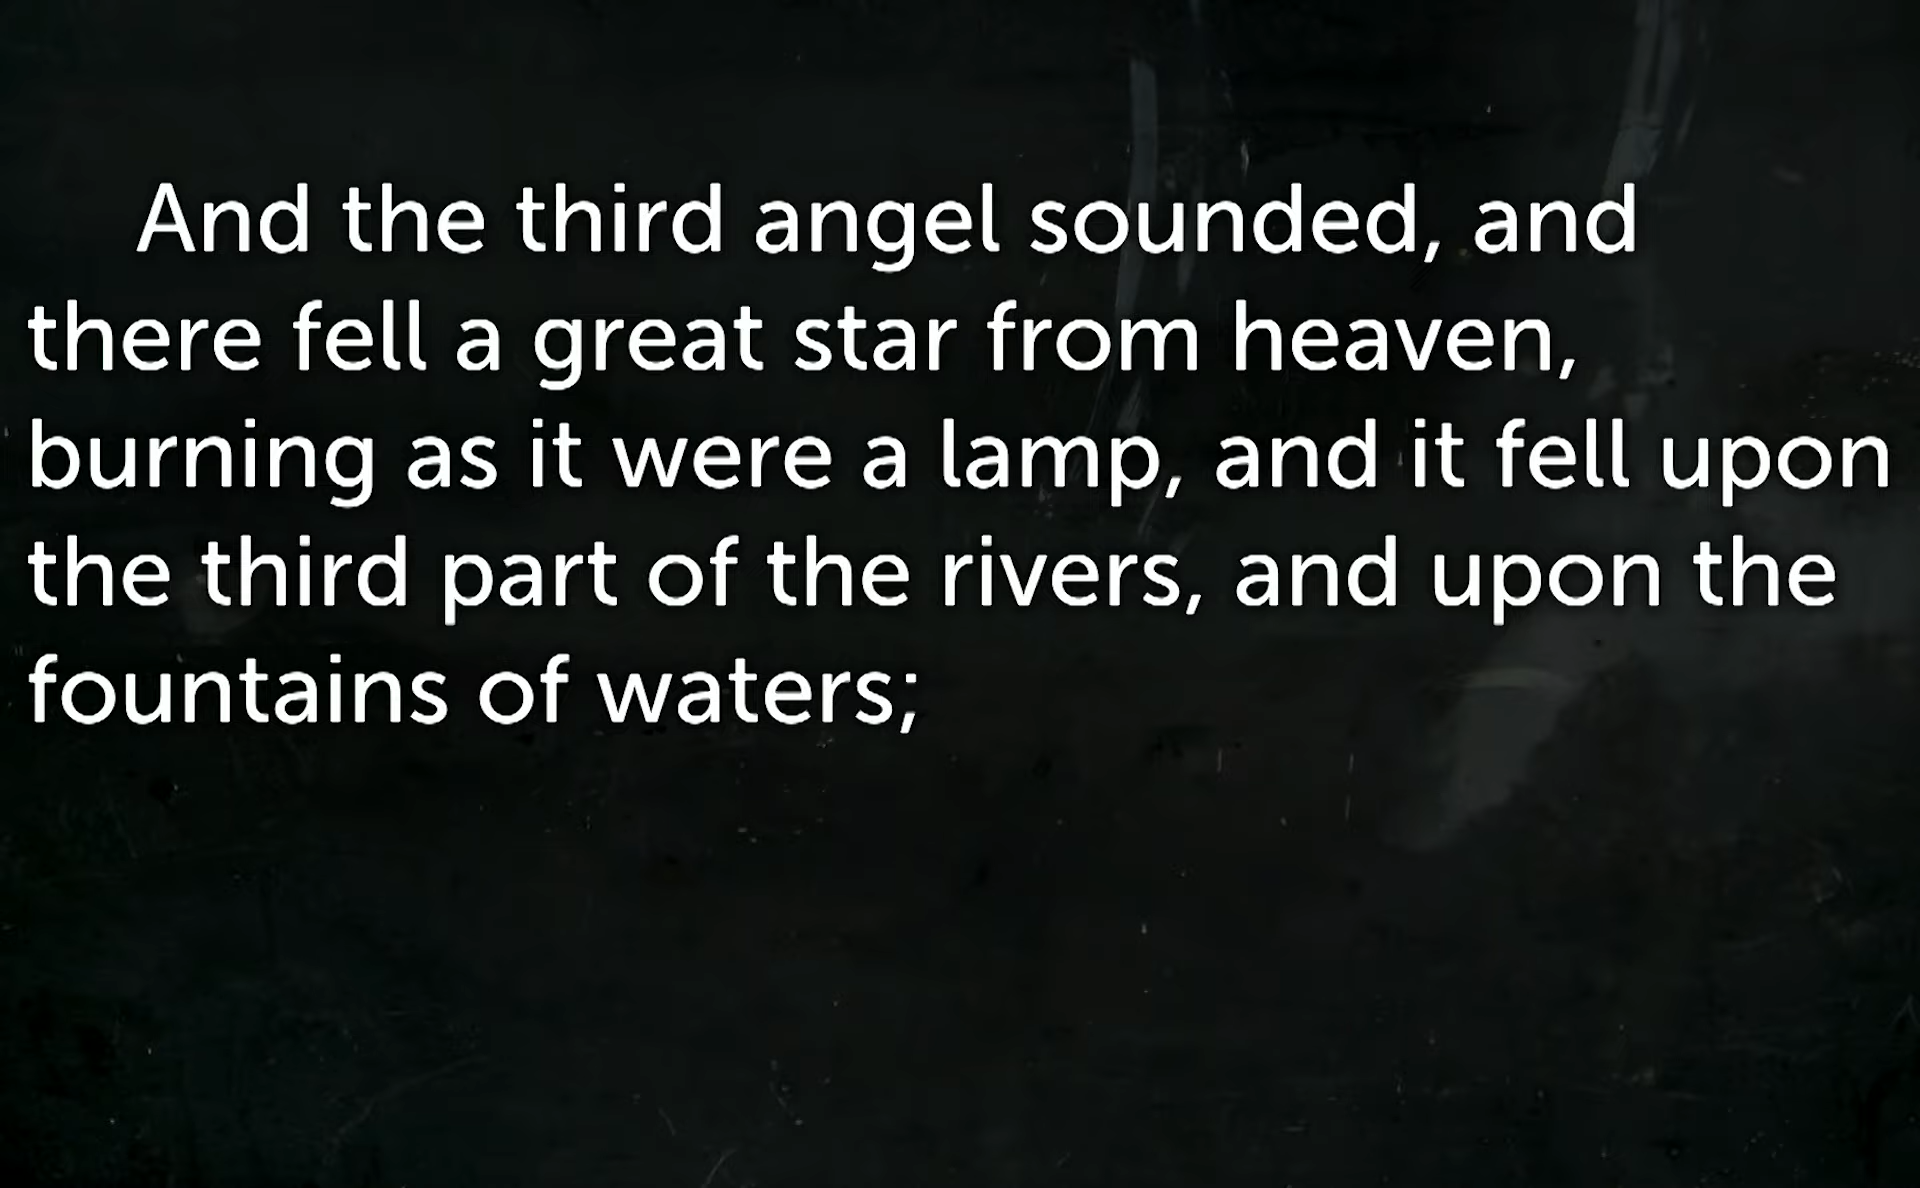 And the third angel sounded, and
there fell a great star from heaven,
burning as it were a lamp, and it fell upon
the third part of the rivers, and upon the
fountains of waters;